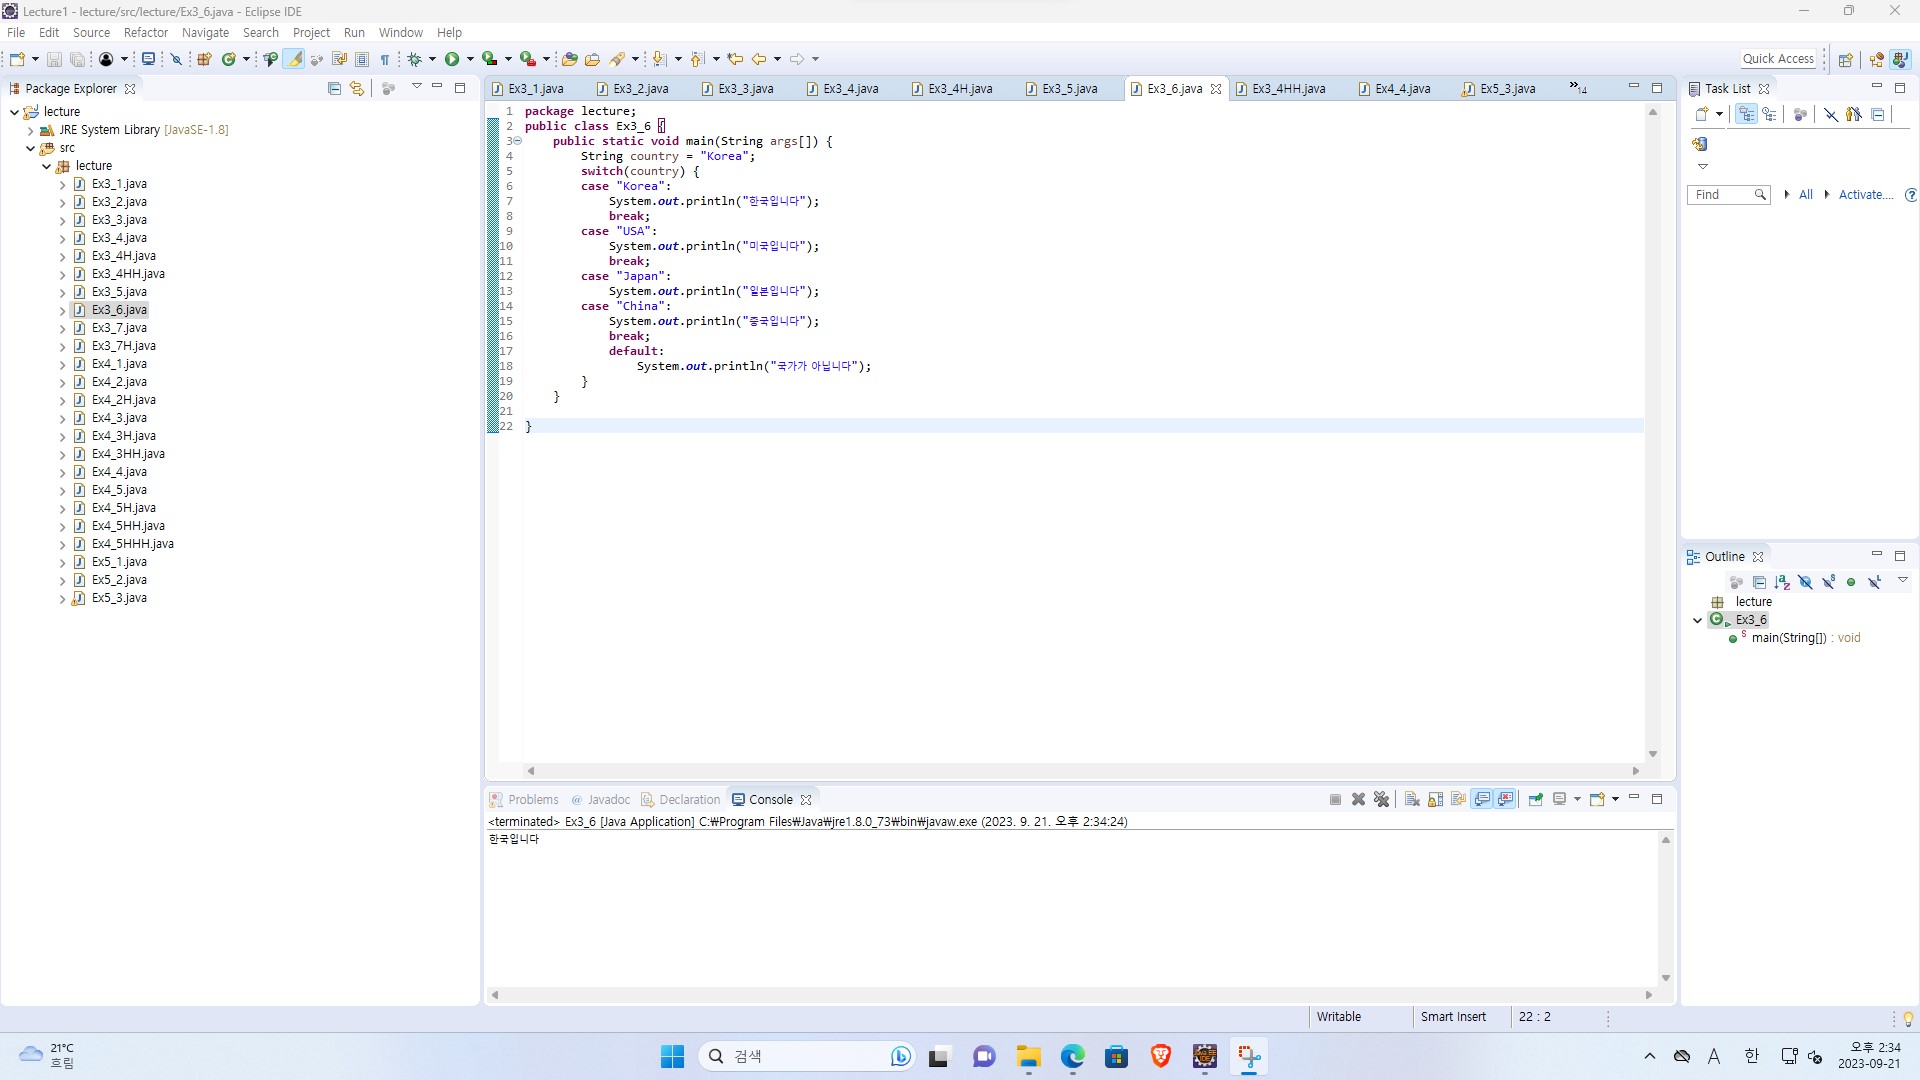 Lecture1 - lecture/src/lecture/Ex3_6.java - Eclipse IDE
File Edit Source Refactor Navigate Search Project Run Window Help
Quick Access
Package Explorer
lecture
JRE System Library [JavaSE-1.8]
src
lecture
Ex3_1.java
Ex3_2.java
Ex3_3.java
Ex3_4.java
Ex3_4H.java
Ex3_4HH.java
Ex3_5.java
Ex3_6.java
Ex3_7.java
Ex3_7H.java
Ex4_1.java
Ex4_2.java
Ex4_2H.java
Ex4_3.java
Ex4_3H.java
Ex4_3HH.java
Ex4_4.java
Ex4_5.java
Ex4_5H.java
Ex4_5HH.java
Ex4_5HHH.java
Ex5_1.java
Ex5_2.java
Ex5_3.java
Ex3_1.java Ex3_2.java Ex3_3.java Ex3_4.java Ex3_4H.java Ex3_5.java Ex3_6.java Ex3_4HH.java Ex4_4.java Ex5_3.java »14
1 package lecture;
2 public class Ex3_6 {
3 public static void main(String args[]) {
4 String country = "Korea";
5 switch(country) {
6 case "Korea":
7 System.out.println("한국입니다");
8 break;
9 case "USA":
10 System.out.println("미국입니다");
11 break;
12 case "Japan":
13 System.out.println("일본입니다");
14 case "China":
15 System.out.println("중국입니다");
16 break;
17 default:
18 System.out.println("국가가 아닙니다");
19 }
20 }
21
22 }
Task List
Find All Activate...
Outline
lecture
Ex3_6
main(String[]) : void
Problems @ Javadoc Declaration Console
<terminated> Ex3_6 [Java Application] C:₩Program Files₩Java₩jre1.8.0_73₩bin₩javaw.exe (2023. 9. 21. 오후 2:34:24)
한국입니다
Writable Smart Insert 22 : 2
21°C
흐림
검색
A 한
오후 2:34
2023-09-21